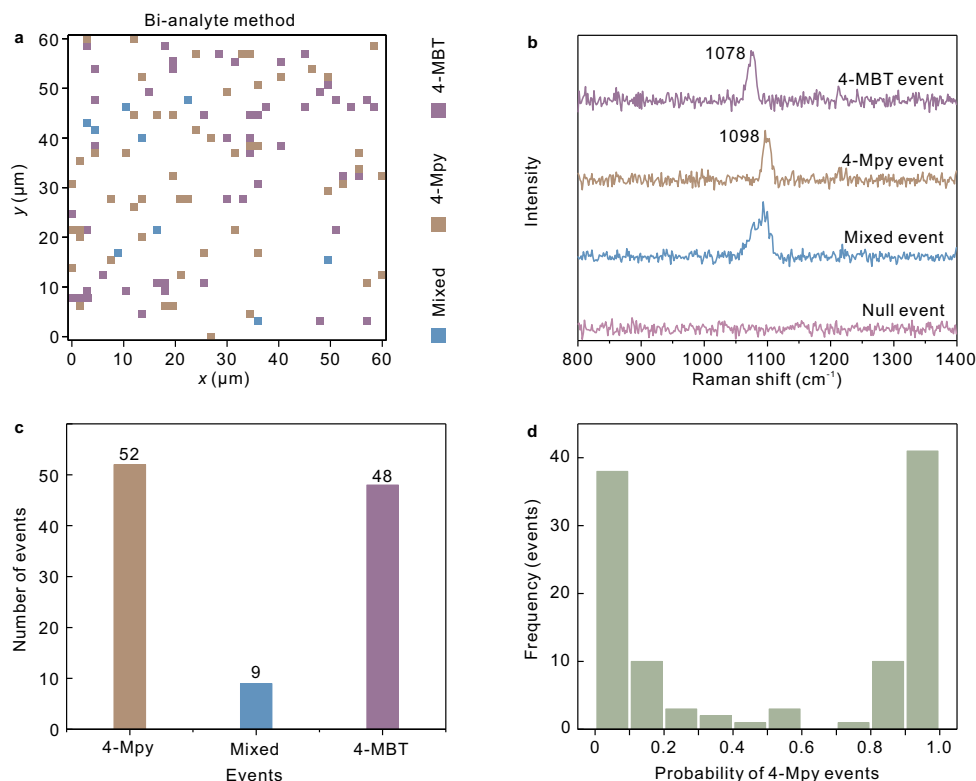 Bi-analyte method
a
60
50
40
30
20
10
0
y (µm)
0 10 20 30 40 50 60
x (µm)
4-MBT
4-Mpy
Mixed
b
1078
4-MBT event
1098
4-Mpy event
Mixed event
Null event
Intensity
800 900 1000 1100 1200 1300 1400
Raman shift (cm⁻¹)
c
50
40
30
20
10
0
Number of events
52
9
48
4-Mpy Mixed 4-MBT
Events
d
40
30
20
10
0
Frequency (events)
0 0.2 0.4 0.6 0.8 1.0
Probability of 4-Mpy events